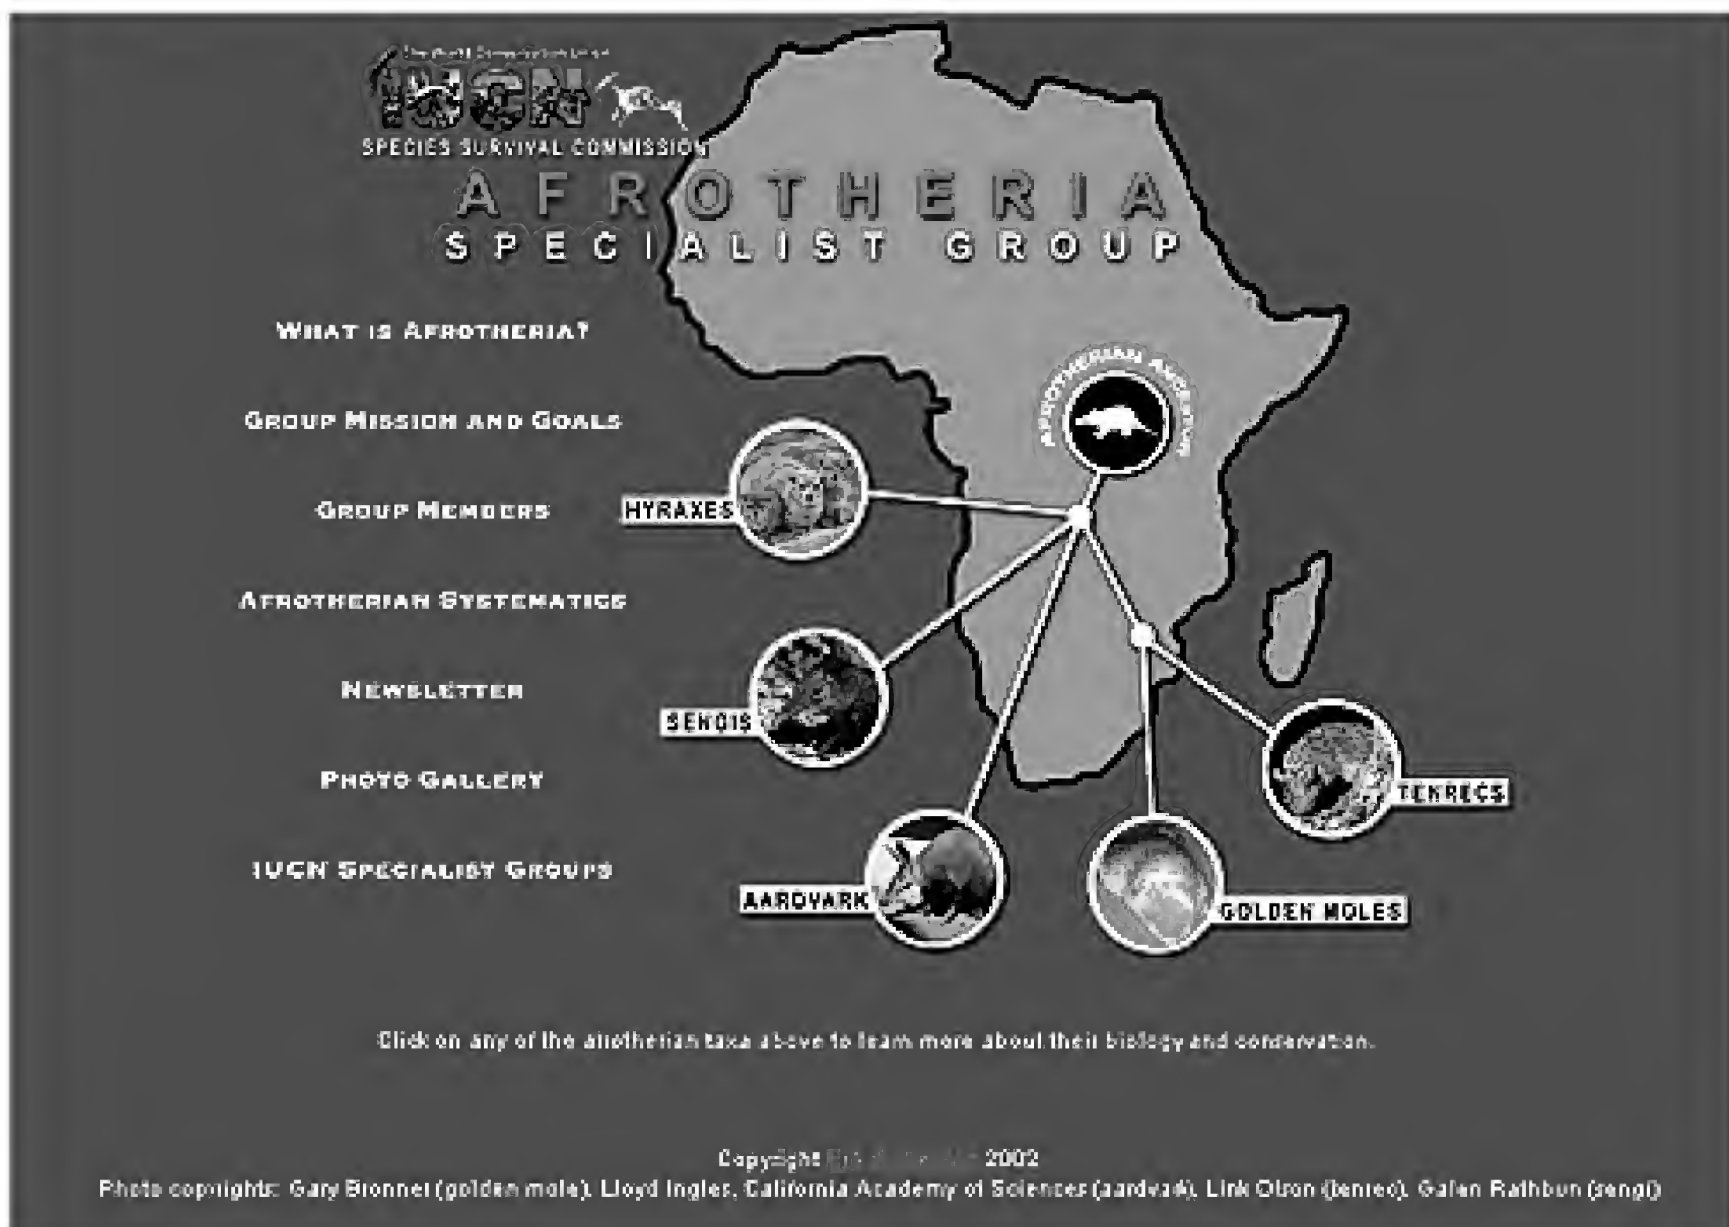 The World Conservation Union
IUCN
SPECIES SURVIVAL COMMISSION
AFROTHERIA
SPECIALIST GROUP
WHAT IS AFROTHERIA?
AFROTHERIAN ANCESTOR
GROUP MISSION AND GOALS
GROUP MEMBERS
HYRAXES
AFROTHERIAN SYSTEMATICS
NEWSLETTER
SENGIS
PHOTO GALLERY
TENRECS
IUCN SPECIALIST GROUPS
AARDVARK
GOLDEN MOLES
Click on any of the afrotherian taxa above to learn more about their biology and conservation.
Copyright 2002
Photo copyrights: Gary Bronner (golden mole), Lloyd Ingles, California Academy of Sciences (aardvark), Link Olson (tenrec), Galen Rathbun (sengi)